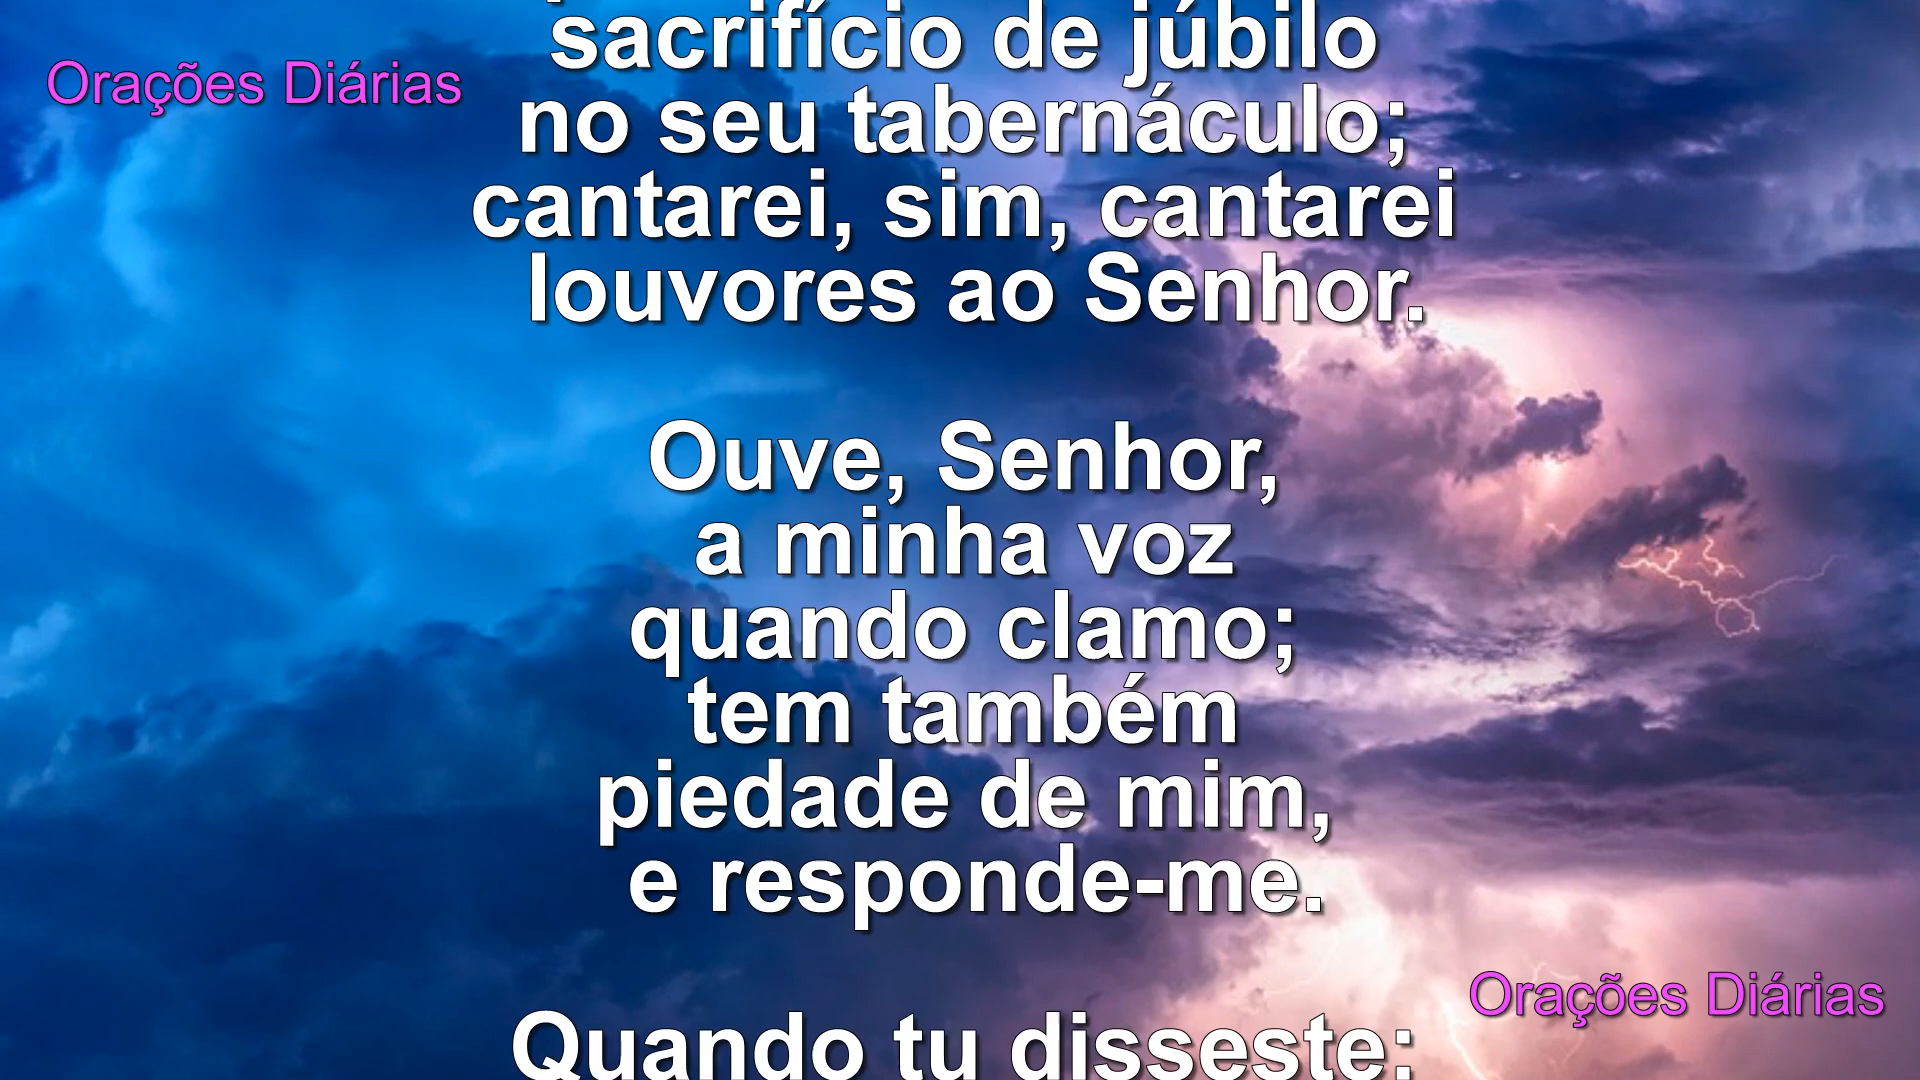 sacrifício de júbilo
Orações Diárias
no seu tabernáculo;
cantarei, sim, cantarei
louvores ao Senhor.
Ouve, Senhor,
a minha voz
quando clamo;
tem também
piedade de mim,
e responde-me.
Orações Diárias
Quando tu disseste: